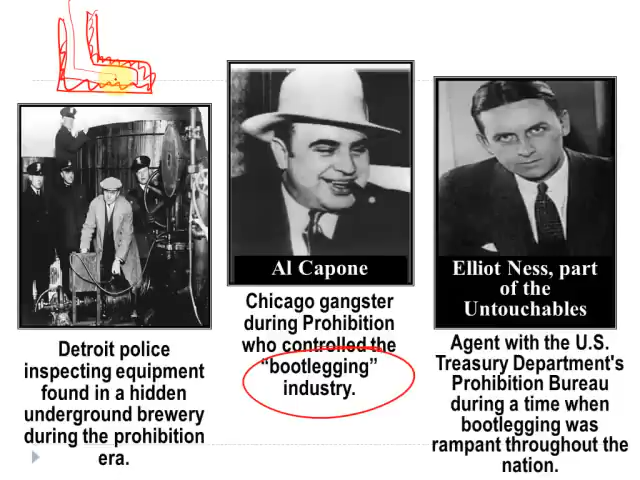 Detroit police
inspecting equipment
found in a hidden
underground brewery
during the prohibition
era.
Al Capone
Chicago gangster
during Prohibition
who controlled the
“bootlegging”
industry.
Elliot Ness, part
of the
Untouchables
Agent with the U.S.
Treasury Department's
Prohibition Bureau
during a time when
bootlegging was
rampant throughout the
nation.